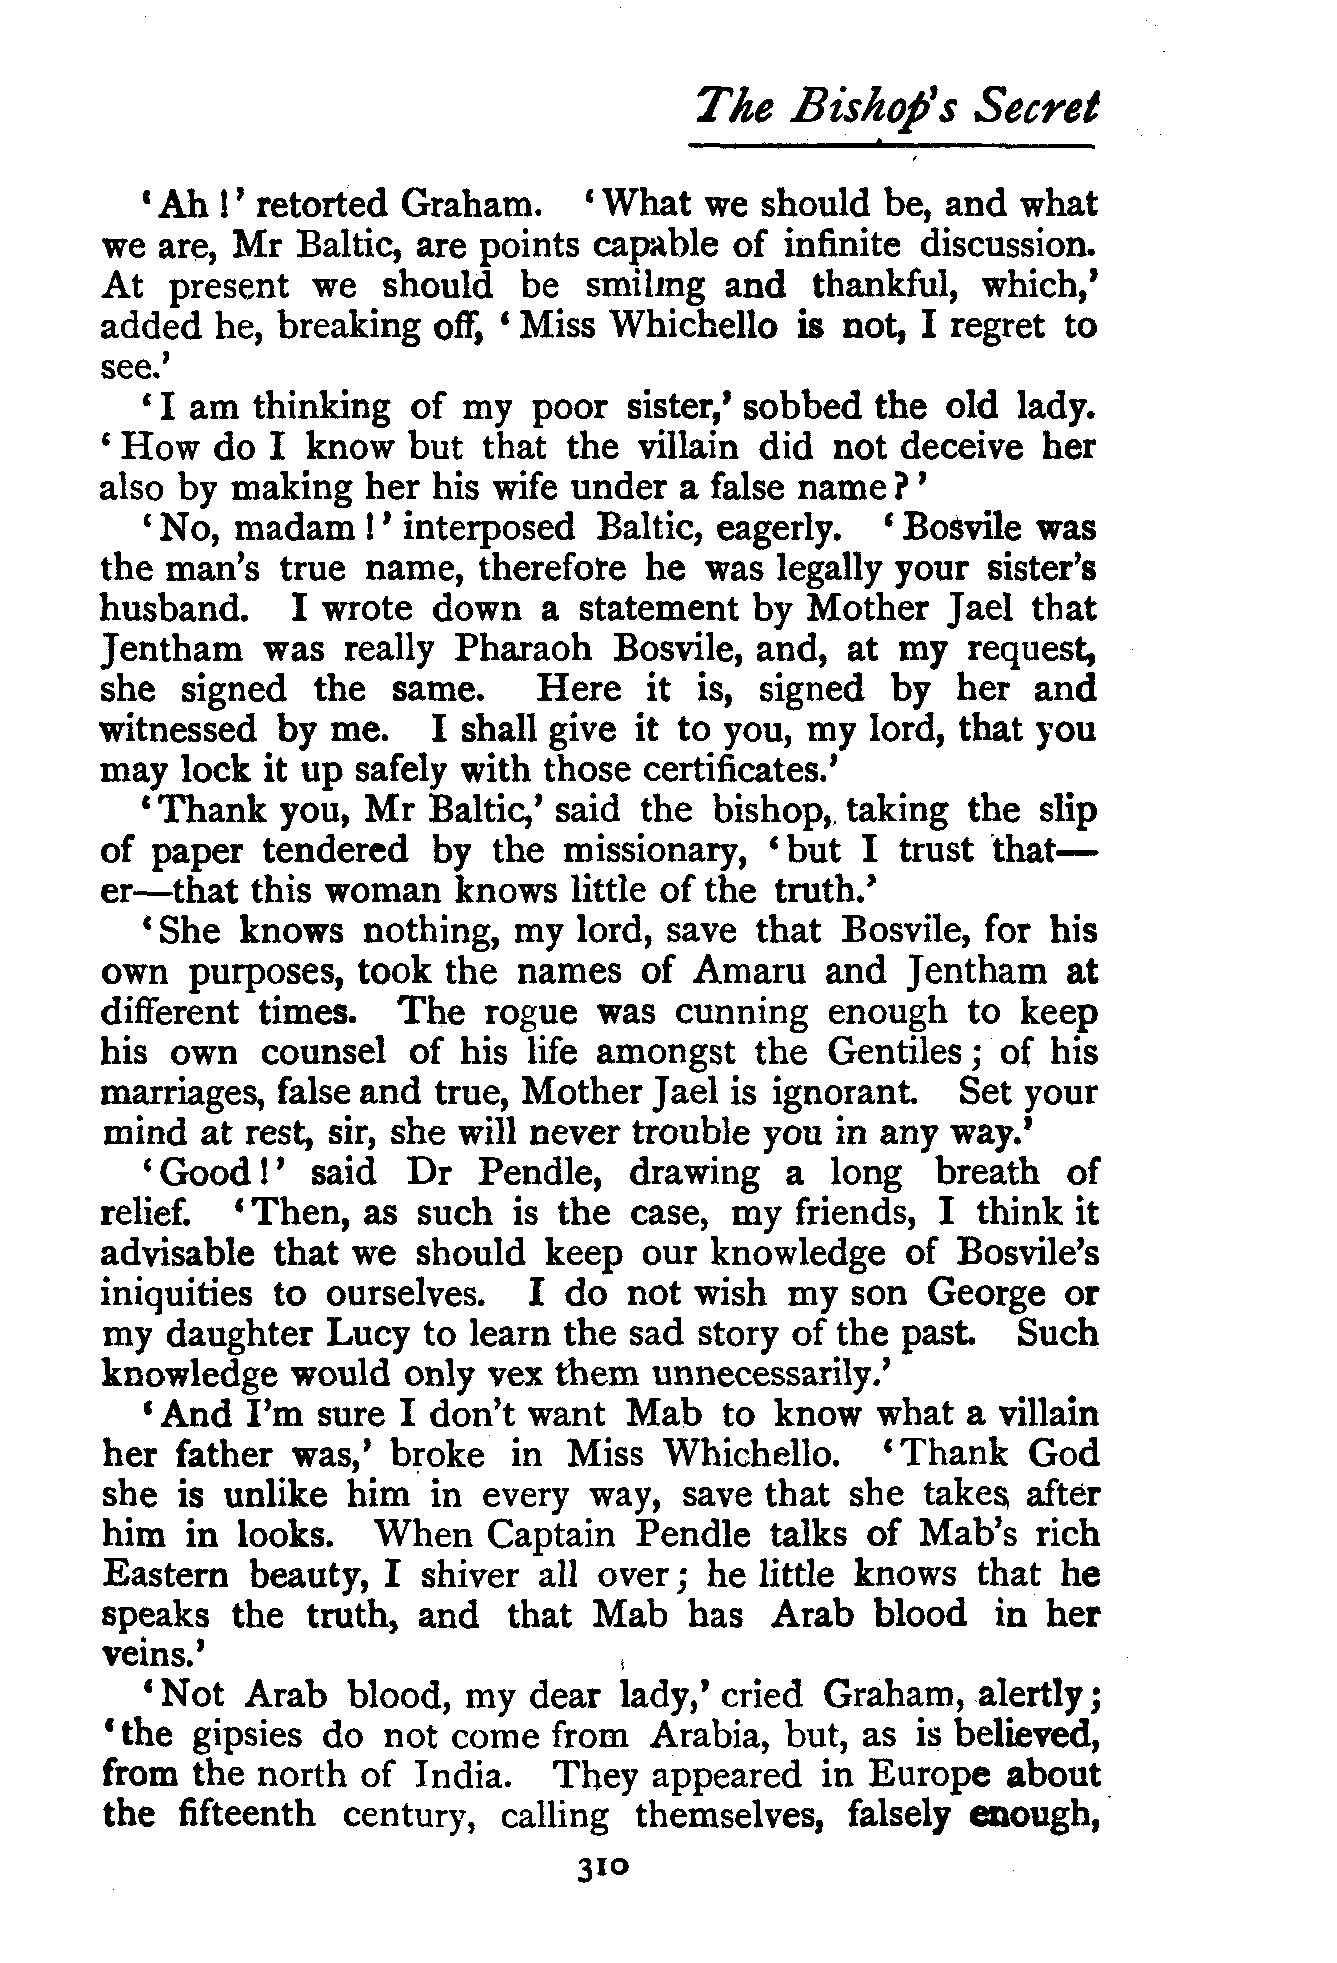 The Bishop's Secret
‘Ah!’ retorted Graham. ‘What we should be, and what
we are, Mr Baltic, are points capable of infinite discussion.
At present we should be smiling and thankful, which,’
added he, breaking off, ‘Miss Whichello is not, I regret to
see.’
‘I am thinking of my poor sister,’ sobbed the old lady.
‘How do I know but that the villain did not deceive her
also by making her his wife under a false name?’
‘No, madam!’ interposed Baltic, eagerly. ‘Bosvile was
the man's true name, therefore he was legally your sister's
husband. I wrote down a statement by Mother Jael that
Jentham was really Pharaoh Bosvile, and, at my request,
she signed the same. Here it is, signed by her and
witnessed by me. I shall give it to you, my lord, that you
may lock it up safely with those certificates.’
‘Thank you, Mr Baltic,’ said the bishop, taking the slip
of paper tendered by the missionary, ‘but I trust that—
er—that this woman knows little of the truth.’
‘She knows nothing, my lord, save that Bosvile, for his
own purposes, took the names of Amaru and Jentham at
different times. The rogue was cunning enough to keep
his own counsel of his life amongst the Gentiles; of his
marriages, false and true, Mother Jael is ignorant. Set your
mind at rest, sir, she will never trouble you in any way.’
‘Good!’ said Dr Pendle, drawing a long breath of
relief. ‘Then, as such is the case, my friends, I think it
advisable that we should keep our knowledge of Bosvile's
iniquities to ourselves. I do not wish my son George or
my daughter Lucy to learn the sad story of the past. Such
knowledge would only vex them unnecessarily.’
‘And I'm sure I don't want Mab to know what a villain
her father was,’ broke in Miss Whichello. ‘Thank God
she is unlike him in every way, save that she takes after
him in looks. When Captain Pendle talks of Mab's rich
Eastern beauty, I shiver all over; he little knows that he
speaks the truth, and that Mab has Arab blood in her
veins.’
‘Not Arab blood, my dear lady,’ cried Graham, alertly;
‘the gipsies do not come from Arabia, but, as is believed,
from the north of India. They appeared in Europe about
the fifteenth century, calling themselves, falsely enough,
310